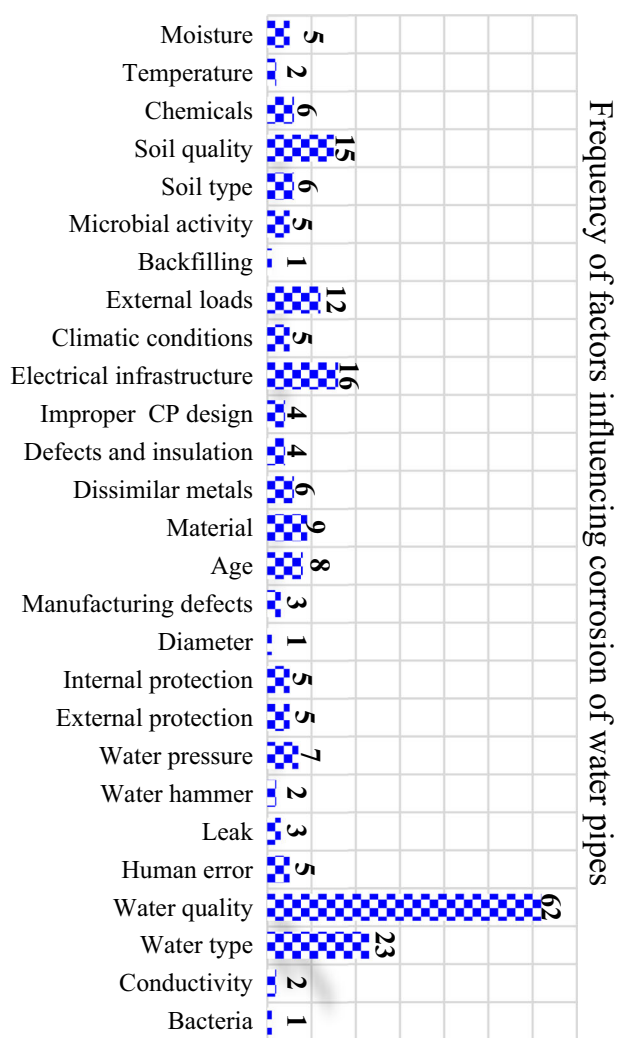 Frequency of factors influencing corrosion of water pipes
Moisture 5
Temperature 2
Chemicals 6
Soil quality 15
Soil type 6
Microbial activity 5
Backfilling 1
External loads 12
Climatic conditions 5
Electrical infrastructure 16
Improper CP design 4
Defects and insulation 4
Dissimilar metals 6
Material 9
Age 8
Manufacturing defects 3
Diameter 1
Internal protection 5
External protection 5
Water pressure 7
Water hammer 2
Leak 3
Human error 5
Water quality 62
Water type 23
Conductivity 2
Bacteria 1